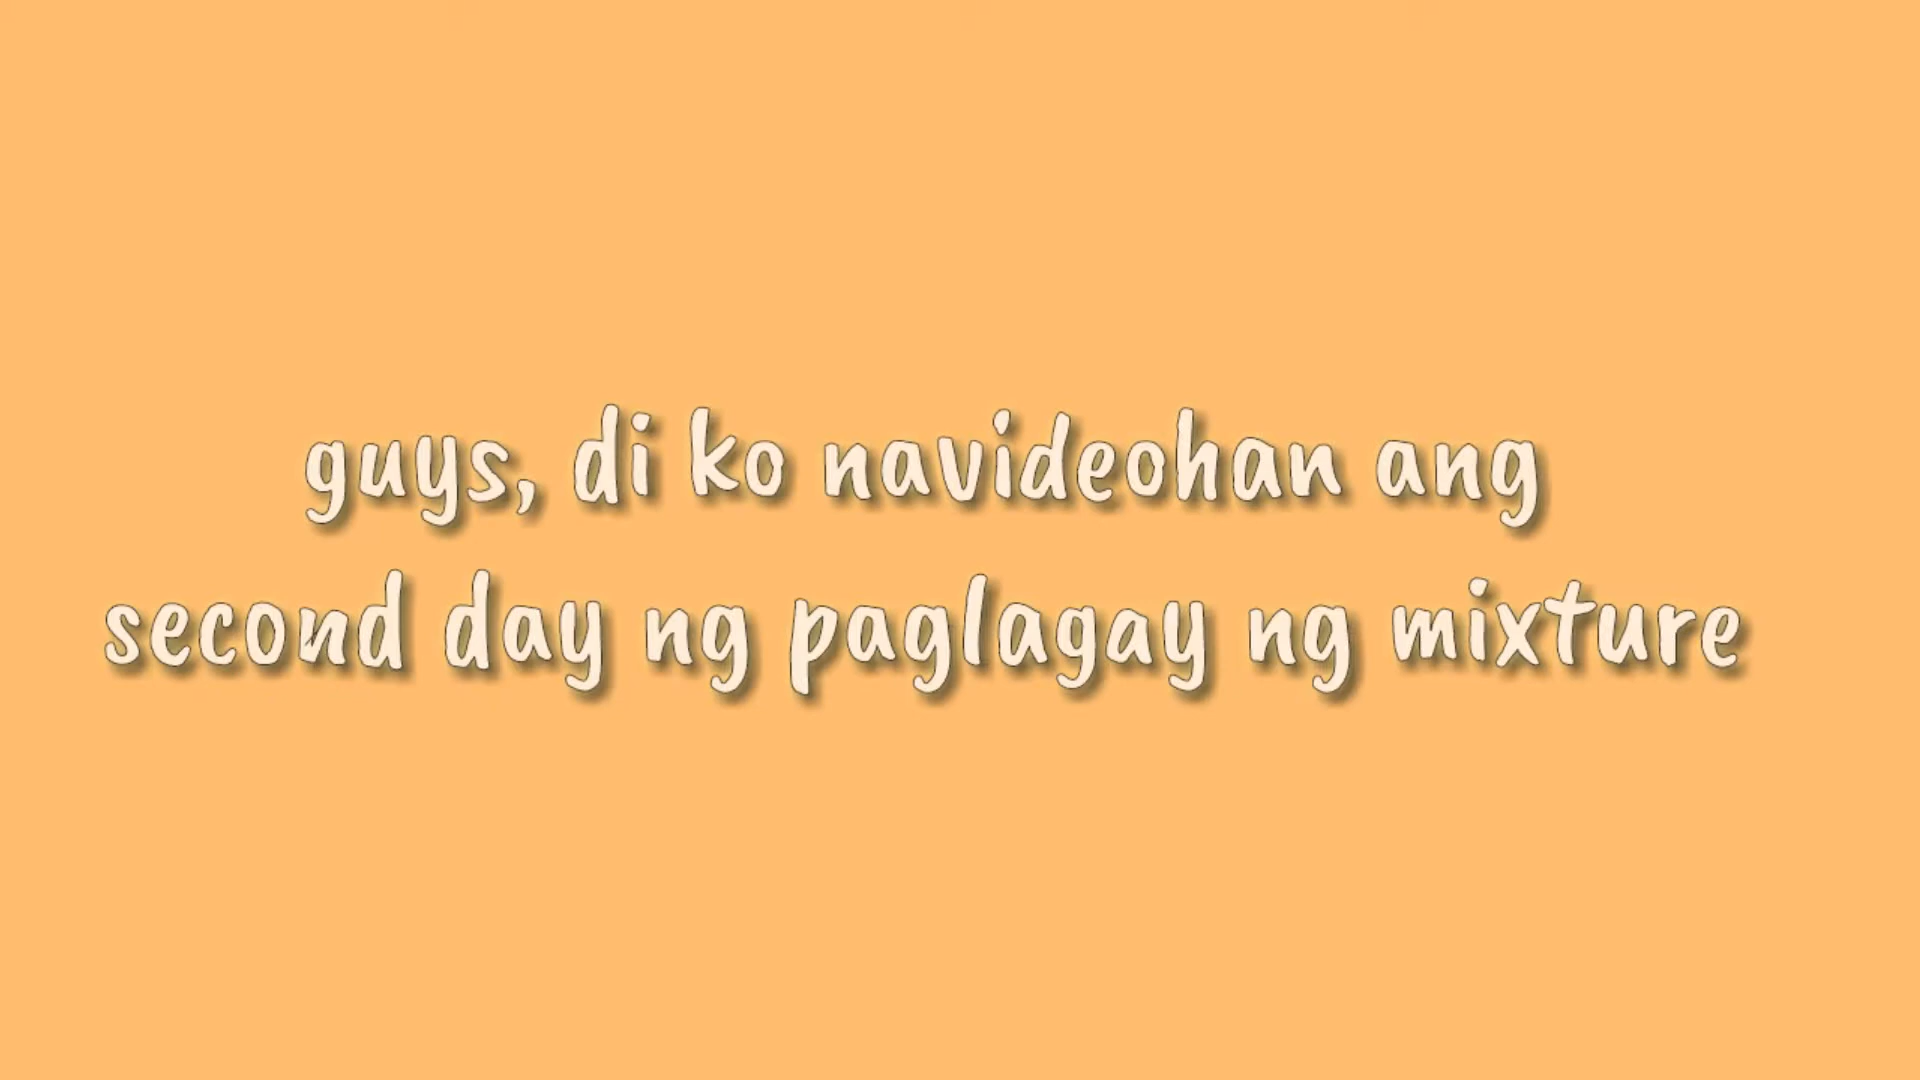 guys, di ko navideohan ang
second day ng paglagay ng mixture